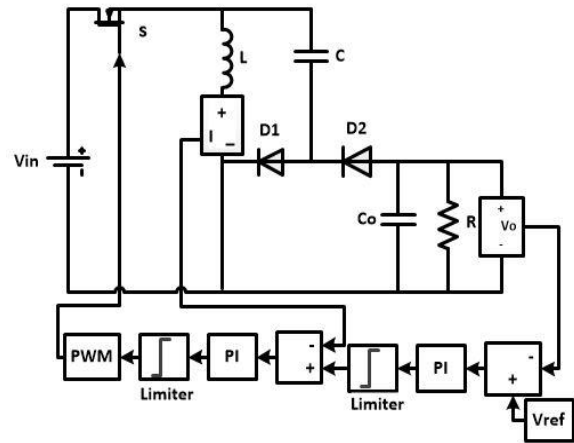 S
L
C
+
I
−
D1
D2
Vin
+
-
Co
R
+
Vo
-
PWM
Limiter
PI
-
+
Limiter
PI
-
+
Vref